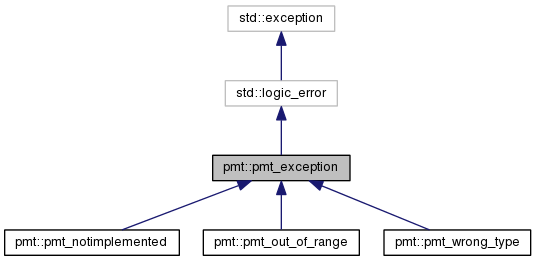 std::exception
std::logic_error
pmt::pmt_exception
pmt::pmt_notimplemented
pmt::pmt_out_of_range
pmt::pmt_wrong_type